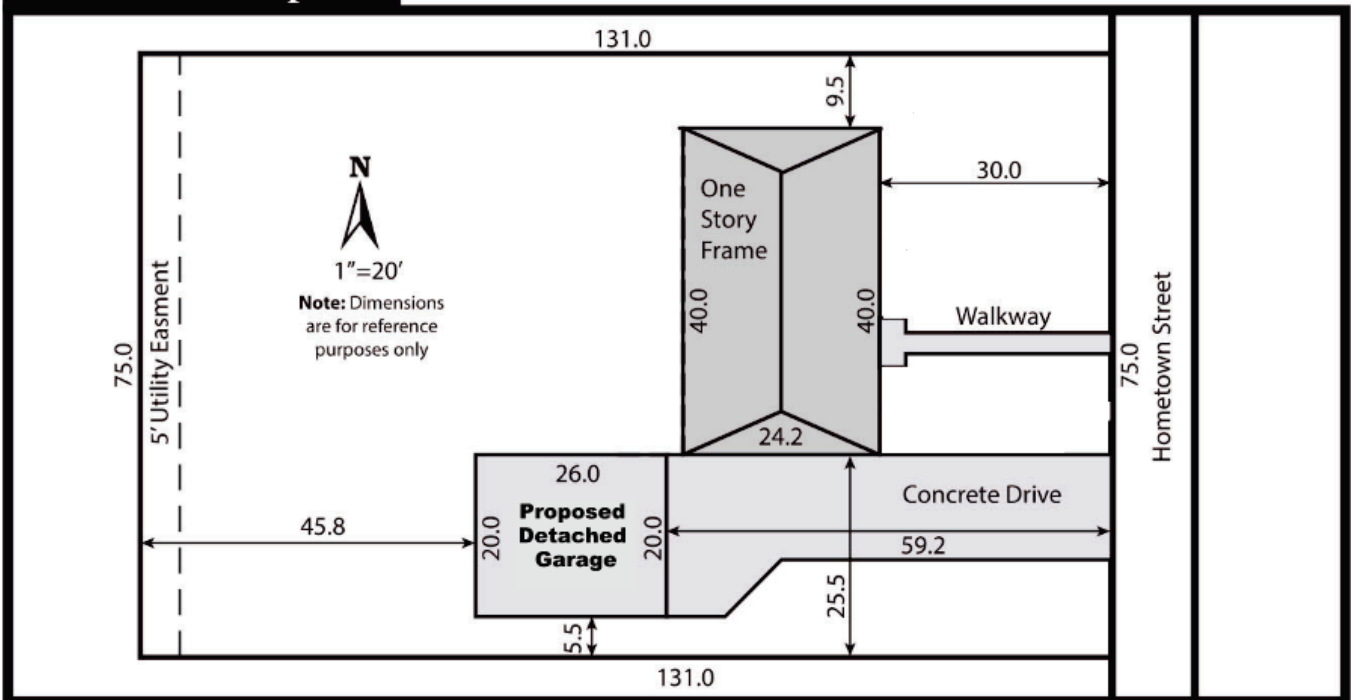 131.0
9.5
N
1"=20'
Note: Dimensions
are for reference
purposes only
One
Story
Frame
30.0
40.0
40.0
Walkway
75.0
5' Utility Easment
75.0
Hometown Street
24.2
26.0
Proposed
Detached
Garage
20.0
20.0
Concrete Drive
45.8
59.2
25.5
5.5
131.0